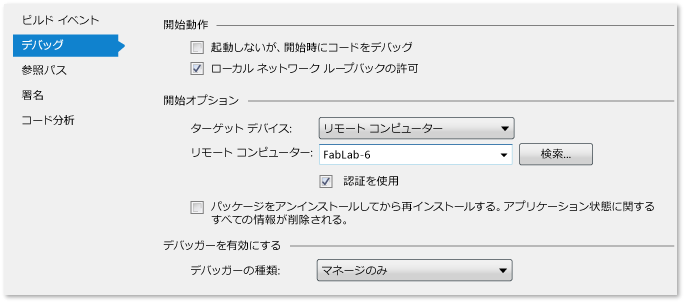 ビルド イベント
デバッグ
参照パス
署名
コード分析
開始動作
起動しないが、開始時にコードをデバッグ
ローカル ネットワーク ループバックの許可
開始オプション
ターゲット デバイス: リモート コンピューター
リモート コンピューター: FabLab-6 検索...
認証を使用
パッケージをアンインストールしてから再インストールする。アプリケーション状態に関する
すべての情報が削除される。
デバッガーを有効にする
デバッガーの種類: マネージのみ